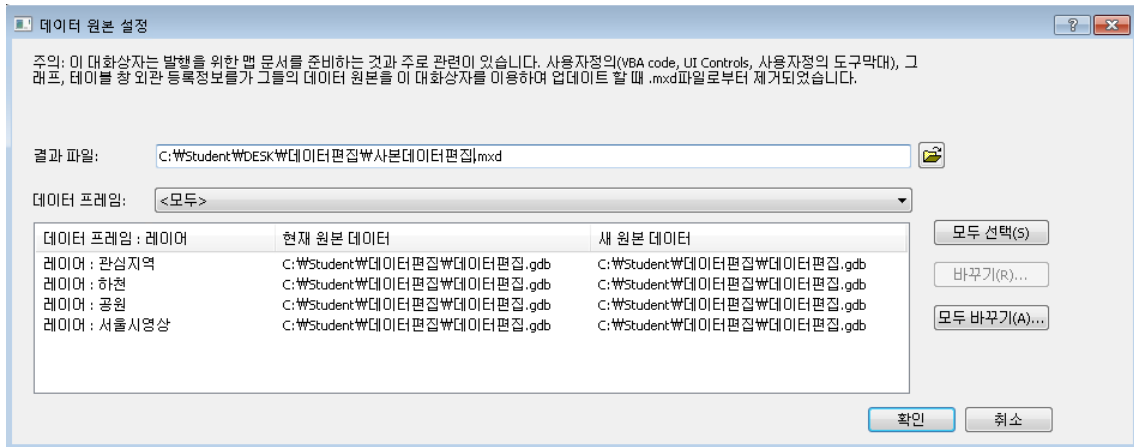 데이터 원본 설정
주의: 이 대화상자는 발행을 위한 맵 문서를 준비하는 것과 주로 관련이 있습니다. 사용자정의(VBA code, UI Controls, 사용자정의 도구막대), 그
래프, 테이블 창 외관 등록정보를가 그들의 데이터 원본을 이 대화상자를 이용하여 업데이트 할 때 .mxd파일로부터 제거되었습니다.
결과 파일: C:₩Student₩DESK₩데이터편집₩사본데이터편집.mxd
데이터 프레임: <모두>
데이터 프레임 : 레이어 현재 원본 데이터 새 원본 데이터 모두 선택(S)
레이어 : 관심지역 C:₩Student₩데이터편집₩데이터편집.gdb C:₩Student₩데이터편집₩데이터편집.gdb
레이어 : 하천 C:₩Student₩데이터편집₩데이터편집.gdb C:₩Student₩데이터편집₩데이터편집.gdb 바꾸기(R)...
레이어 : 공원 C:₩Student₩데이터편집₩데이터편집.gdb C:₩Student₩데이터편집₩데이터편집.gdb
레이어 : 서울시영상 C:₩Student₩데이터편집₩데이터편집.gdb C:₩Student₩데이터편집₩데이터편집.gdb 모두 바꾸기(A)...
확인 취소